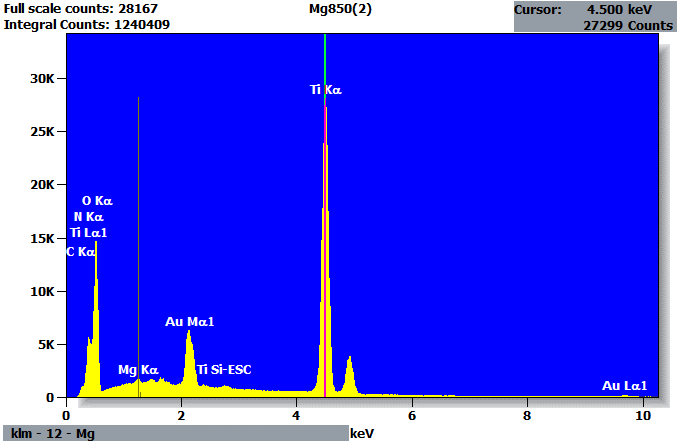 Full scale counts: 28167 Mg850(2) Cursor: 4.500 keV
Integral Counts: 1240409 27299 Counts
30K
Ti Kα
25K
20K
O Kα
N Kα
15K
Ti Lα1
C Kα
10K
Au Mα1
5K
Mg Kα
Ti Si-ESC
Au Lα1
0
0 2 4 6 8 10
klm - 12 - Mg keV